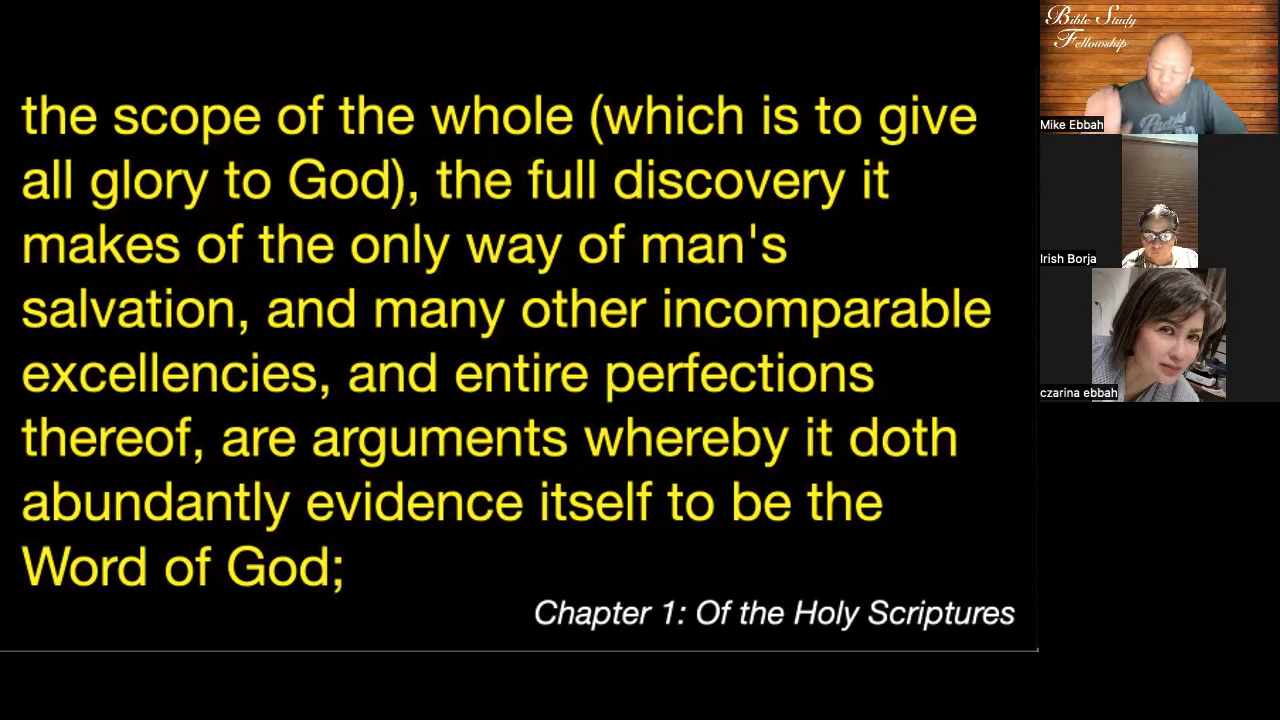 the scope of the whole (which is to give
all glory to God), the full discovery it
makes of the only way of man's
salvation, and many other incomparable
excellencies, and entire perfections
thereof, are arguments whereby it doth
abundantly evidence itself to be the
Word of God;
Chapter 1: Of the Holy Scriptures
Bible Study
Fellowship
Mike Ebbah
Irish Borja
czarina ebbah